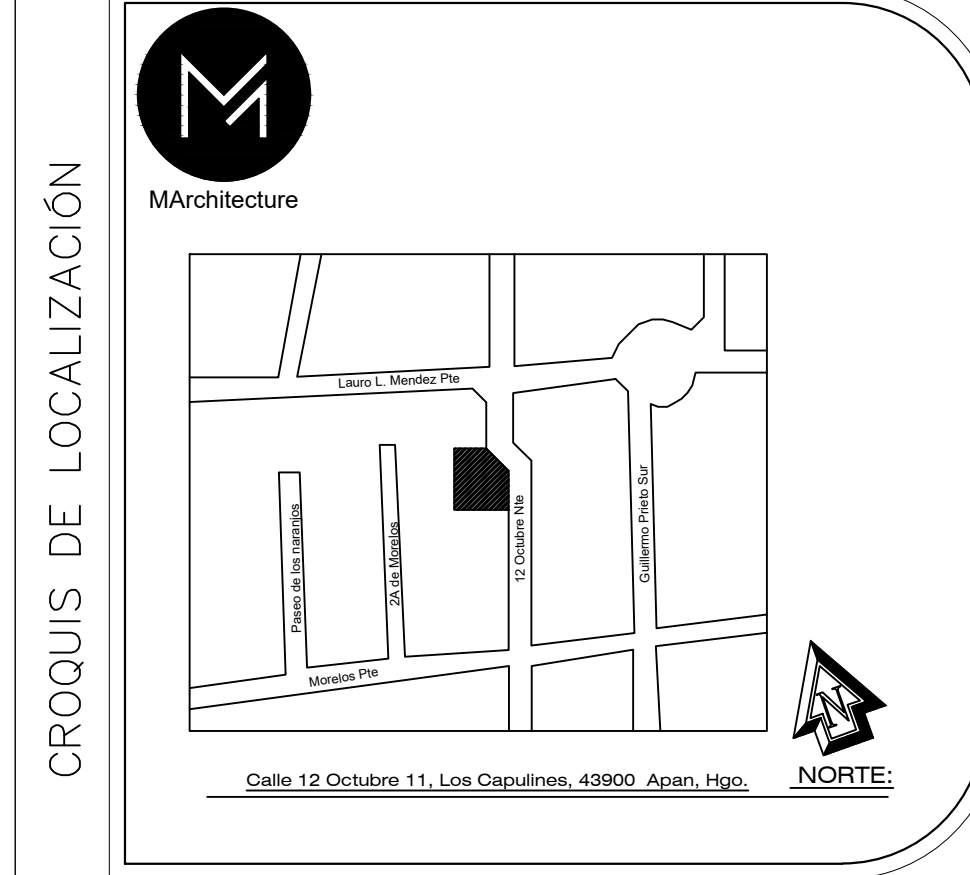 CROQUIS DE LOCALIZACIÓN
MArchitecture
Lauro L. Mendez Pte
Paseo de los naranjos
2A de Morelos
12 Octubre Nte
Guillermo Prieto Sur
Morelos Pte
N
NORTE:
Calle 12 Octubre 11, Los Capulines, 43900 Apan, Hgo.